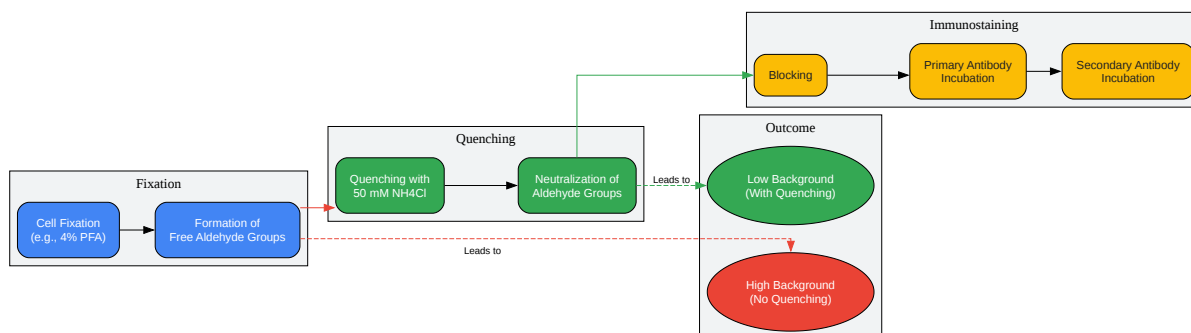 Immunostaining
Blocking
Primary Antibody
Incubation
Secondary Antibody
Incubation
Quenching
Quenching with
50 mM NH4Cl
Neutralization of
Aldehyde Groups
Leads to
Outcome
Low Background
(With Quenching)
High Background
(No Quenching)
Fixation
Cell Fixation
(e.g., 4% PFA)
Formation of
Free Aldehyde Groups
Leads to